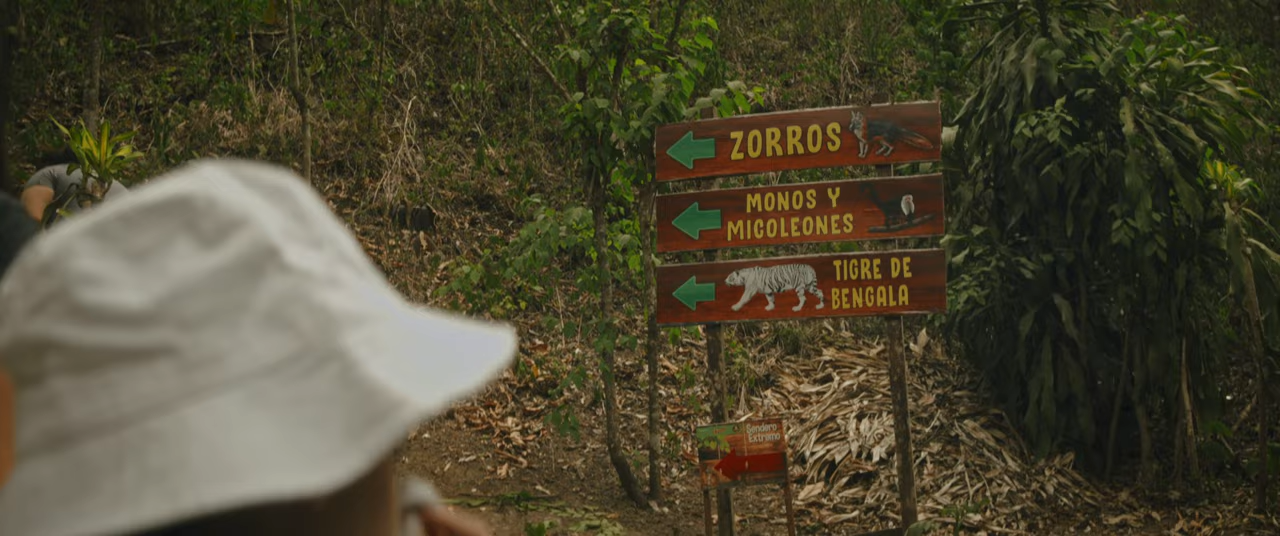 ZORROS
MONOS Y
MICOLEONES
TIGRE DE
BENGALA
Sendero
Extremo